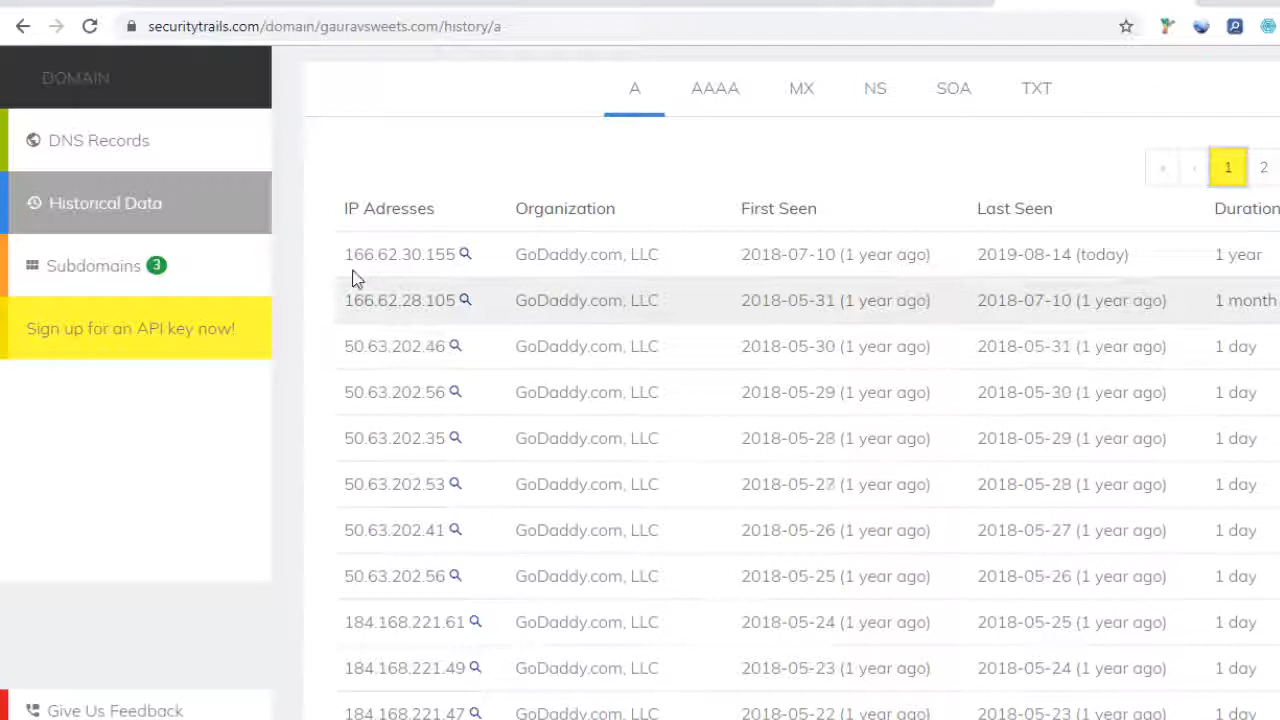 securitytrails.com/domain/gauravsweets.com/history/a
DOMAIN
DNS Records
Historical Data
Subdomains 3
Sign up for an API key now!
Give Us Feedback
A AAAA MX NS SOA TXT
« ‹ 1 2
IP Adresses Organization First Seen Last Seen Duration
166.62.30.155 GoDaddy.com, LLC 2018-07-10 (1 year ago) 2019-08-14 (today) 1 year
166.62.28.105 GoDaddy.com, LLC 2018-05-31 (1 year ago) 2018-07-10 (1 year ago) 1 month
50.63.202.46 GoDaddy.com, LLC 2018-05-30 (1 year ago) 2018-05-31 (1 year ago) 1 day
50.63.202.56 GoDaddy.com, LLC 2018-05-29 (1 year ago) 2018-05-30 (1 year ago) 1 day
50.63.202.35 GoDaddy.com, LLC 2018-05-28 (1 year ago) 2018-05-29 (1 year ago) 1 day
50.63.202.53 GoDaddy.com, LLC 2018-05-27 (1 year ago) 2018-05-28 (1 year ago) 1 day
50.63.202.41 GoDaddy.com, LLC 2018-05-26 (1 year ago) 2018-05-27 (1 year ago) 1 day
50.63.202.56 GoDaddy.com, LLC 2018-05-25 (1 year ago) 2018-05-26 (1 year ago) 1 day
184.168.221.61 GoDaddy.com, LLC 2018-05-24 (1 year ago) 2018-05-25 (1 year ago) 1 day
184.168.221.49 GoDaddy.com, LLC 2018-05-23 (1 year ago) 2018-05-24 (1 year ago) 1 day
184.168.221.47 GoDaddy.com, LLC 2018-05-22 (1 year ago) 2018-05-23 (1 year ago) 1 day